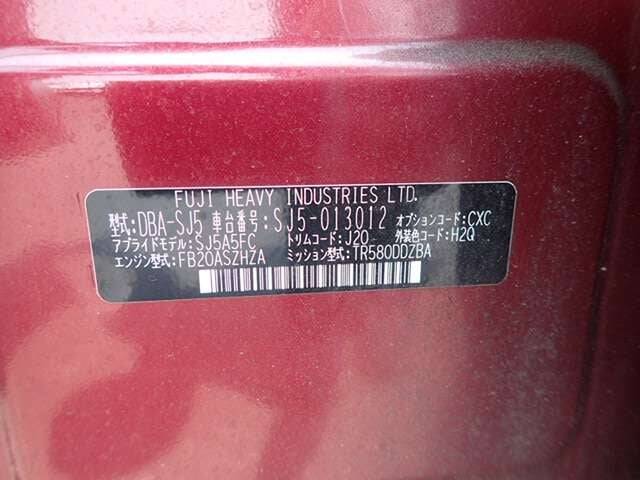 FUJI HEAVY INDUSTRIES LTD.
型式:DBA-SJ5 車台番号:SJ5-013012 オプションコード:CXC
アプライドモデル:SJ5A5FC トリムコード:J20 外装色コード:H2Q
エンジン型式:FB20ASZHZA ミッション型式:TR580DDZBA